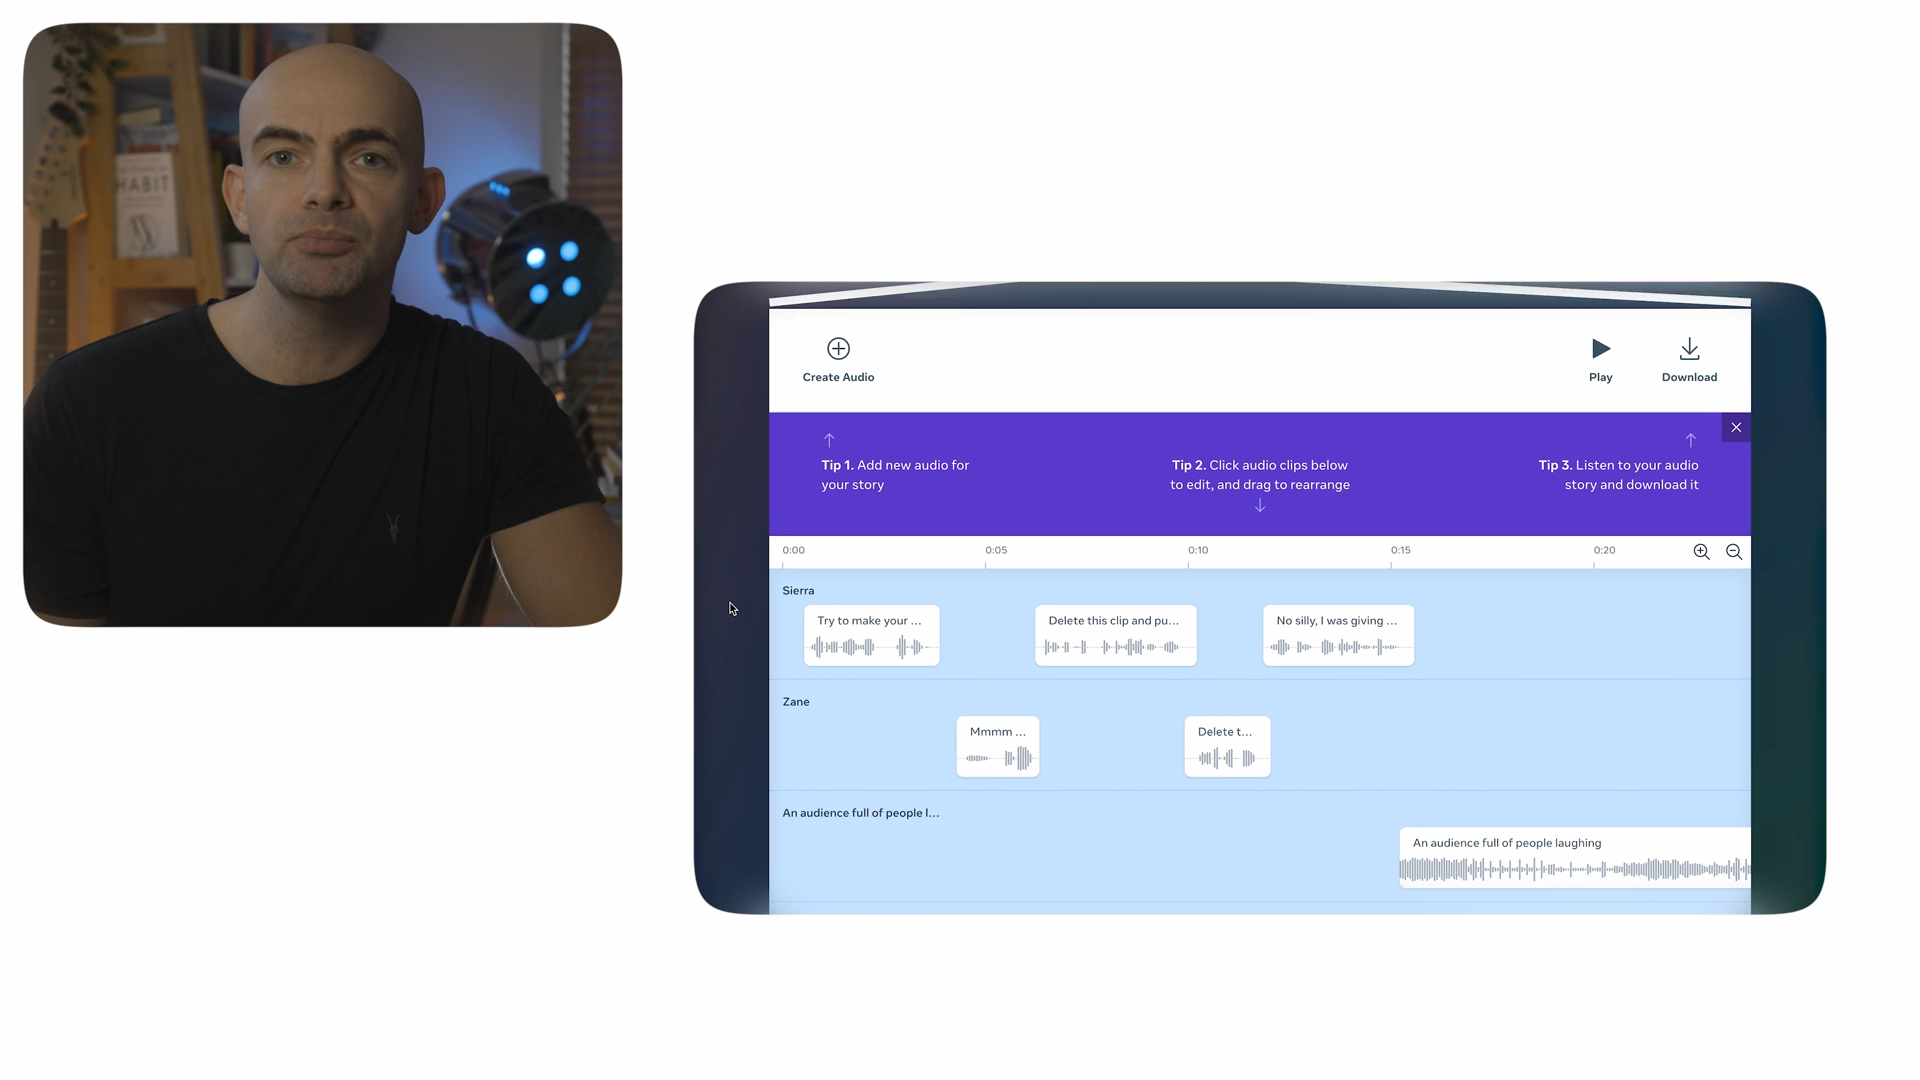 HABIT
Create Audio
Play
Download
Tip 1. Add new audio for
your story
Tip 2. Click audio clips below
to edit, and drag to rearrange
Tip 3. Listen to your audio
story and download it
0:00
0:05
0:10
0:15
0:20
Sierra
Try to make your ...
Delete this clip and pu...
No silly, I was giving ...
Zane
Mmmm ...
Delete t...
An audience full of people l...
An audience full of people laughing